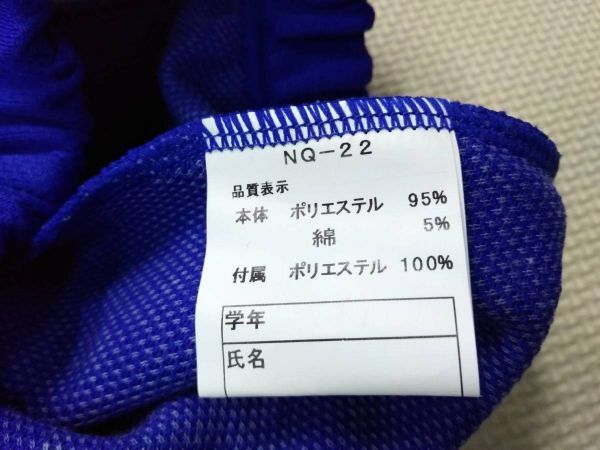 NQ-22
品質表示
本体 ポリエステル 95%
綿 5%
付属 ポリエステル 100%
学年
氏名